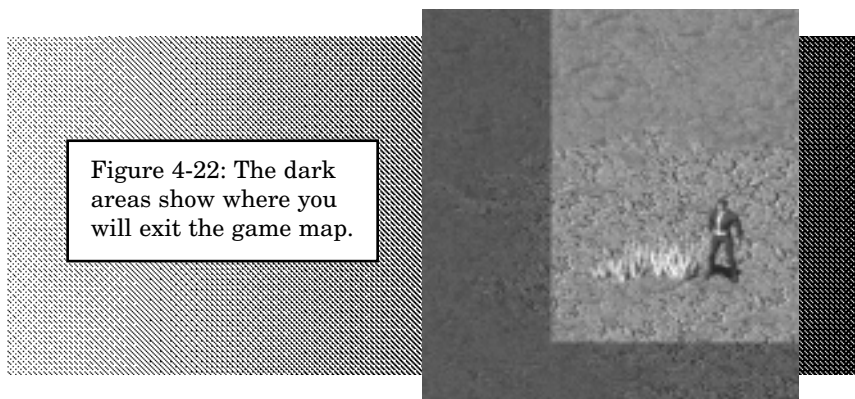 Figure 4-22: The dark
areas show where you
will exit the game map.